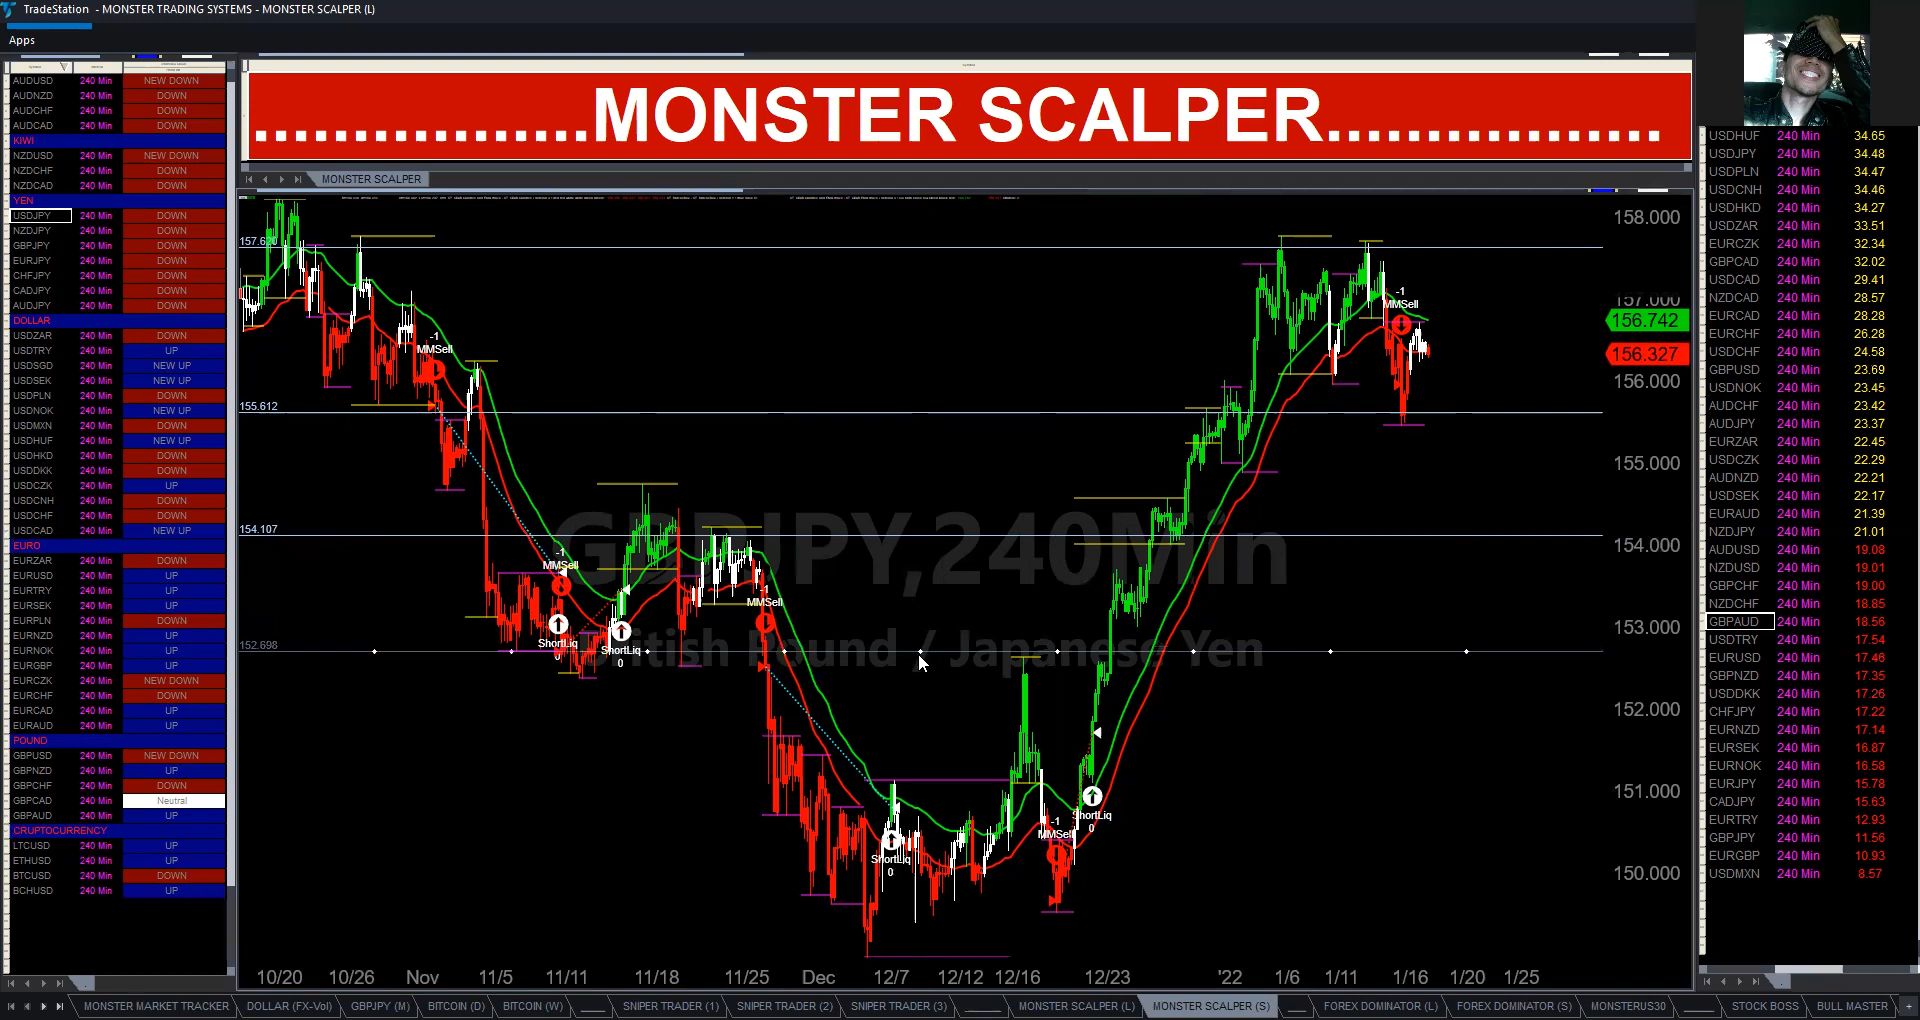 TradeStation - MONSTER TRADING SYSTEMS - MONSTER SCALPER (L)
Apps
AUDUSD 240 Min NEW DOWN
AUDNZD 240 Min DOWN
AUDCHF 240 Min DOWN
AUDCAD 240 Min DOWN
KIWI
NZDUSD 240 Min NEW DOWN
NZDCHF 240 Min DOWN
NZDCAD 240 Min DOWN
YEN
USDJPY 240 Min DOWN
NZDJPY 240 Min DOWN
GBPJPY 240 Min DOWN
EURJPY 240 Min DOWN
CHFJPY 240 Min DOWN
CADJPY 240 Min DOWN
AUDJPY 240 Min DOWN
DOLLAR
USDZAR 240 Min DOWN
USDTRY 240 Min UP
USDSGD 240 Min NEW UP
USDSEK 240 Min NEW UP
USDPLN 240 Min DOWN
USDNOK 240 Min NEW UP
USDMXN 240 Min DOWN
USDHUF 240 Min NEW UP
USDHKD 240 Min DOWN
USDDKK 240 Min DOWN
USDCZK 240 Min UP
USDCNH 240 Min DOWN
USDCHF 240 Min DOWN
USDCAD 240 Min NEW UP
EURO
EURZAR 240 Min DOWN
EURUSD 240 Min UP
EURTRY 240 Min UP
EURSEK 240 Min UP
EURPLN 240 Min DOWN
EURNZD 240 Min UP
EURNOK 240 Min UP
EURGBP 240 Min UP
EURCZK 240 Min NEW DOWN
EURCHF 240 Min DOWN
EURCAD 240 Min UP
EURAUD 240 Min UP
POUND
GBPUSD 240 Min NEW DOWN
GBPNZD 240 Min UP
GBPCHF 240 Min DOWN
GBPCAD 240 Min Neutral
GBPAUD 240 Min UP
CRUPTOCURRENCY
LTCUSD 240 Min UP
ETHUSD 240 Min UP
BTCUSD 240 Min DOWN
BCHUSD 240 Min UP
.................MONSTER SCALPER.................
MONSTER SCALPER
GBPJPY,240Min
British Pound / Japanese Yen
157.620
155.612
154.107
152.698
-1
MMSell
-1
MMSell
ShortLiq
0
ShortLiq
0
-1
MMSell
ShortLiq
0
-1
MMSell
ShortLiq
0
-1
MMSell
158.000
157.000
156.742
156.327
156.000
155.000
154.000
153.000
152.000
151.000
150.000
10/20 10/26 Nov 11/5 11/11 11/18 11/25 Dec 12/7 12/12 12/16 12/23 '22 1/6 1/11 1/16 1/20 1/25
USDHUF 240 Min 34.65
USDJPY 240 Min 34.48
USDPLN 240 Min 34.47
USDCNH 240 Min 34.46
USDHKD 240 Min 34.27
USDZAR 240 Min 33.51
EURCZK 240 Min 32.34
GBPCAD 240 Min 32.02
USDCAD 240 Min 29.41
NZDCAD 240 Min 28.57
EURCAD 240 Min 28.28
EURCHF 240 Min 26.28
USDCHF 240 Min 24.58
GBPUSD 240 Min 23.69
USDNOK 240 Min 23.45
AUDCHF 240 Min 23.42
AUDJPY 240 Min 23.37
EURZAR 240 Min 22.45
USDCZK 240 Min 22.29
AUDNZD 240 Min 22.21
USDSEK 240 Min 22.17
EURAUD 240 Min 21.39
NZDJPY 240 Min 21.01
AUDUSD 240 Min 19.08
NZDUSD 240 Min 19.01
GBPCHF 240 Min 19.00
NZDCHF 240 Min 18.85
GBPAUD 240 Min 18.56
USDTRY 240 Min 17.54
EURUSD 240 Min 17.46
GBPNZD 240 Min 17.35
USDDKK 240 Min 17.26
CHFJPY 240 Min 17.22
EURNZD 240 Min 17.14
EURSEK 240 Min 16.87
EURNOK 240 Min 16.58
EURJPY 240 Min 15.78
CADJPY 240 Min 15.63
EURTRY 240 Min 12.93
GBPJPY 240 Min 11.56
EURGBP 240 Min 10.93
USDMXN 240 Min 8.57
MONSTER MARKET TRACKER DOLLAR (FX-Vol) GBPJPY (M) BITCOIN (D) BITCOIN (W) ____ SNIPER TRADER (1) SNIPER TRADER (2) SNIPER TRADER (3) ______ MONSTER SCALPER (L) MONSTER SCALPER (S) ___ FOREX DOMINATOR (L) FOREX DOMINATOR (S) MONSTERUS30 _____ STOCK BOSS BULL MASTER +